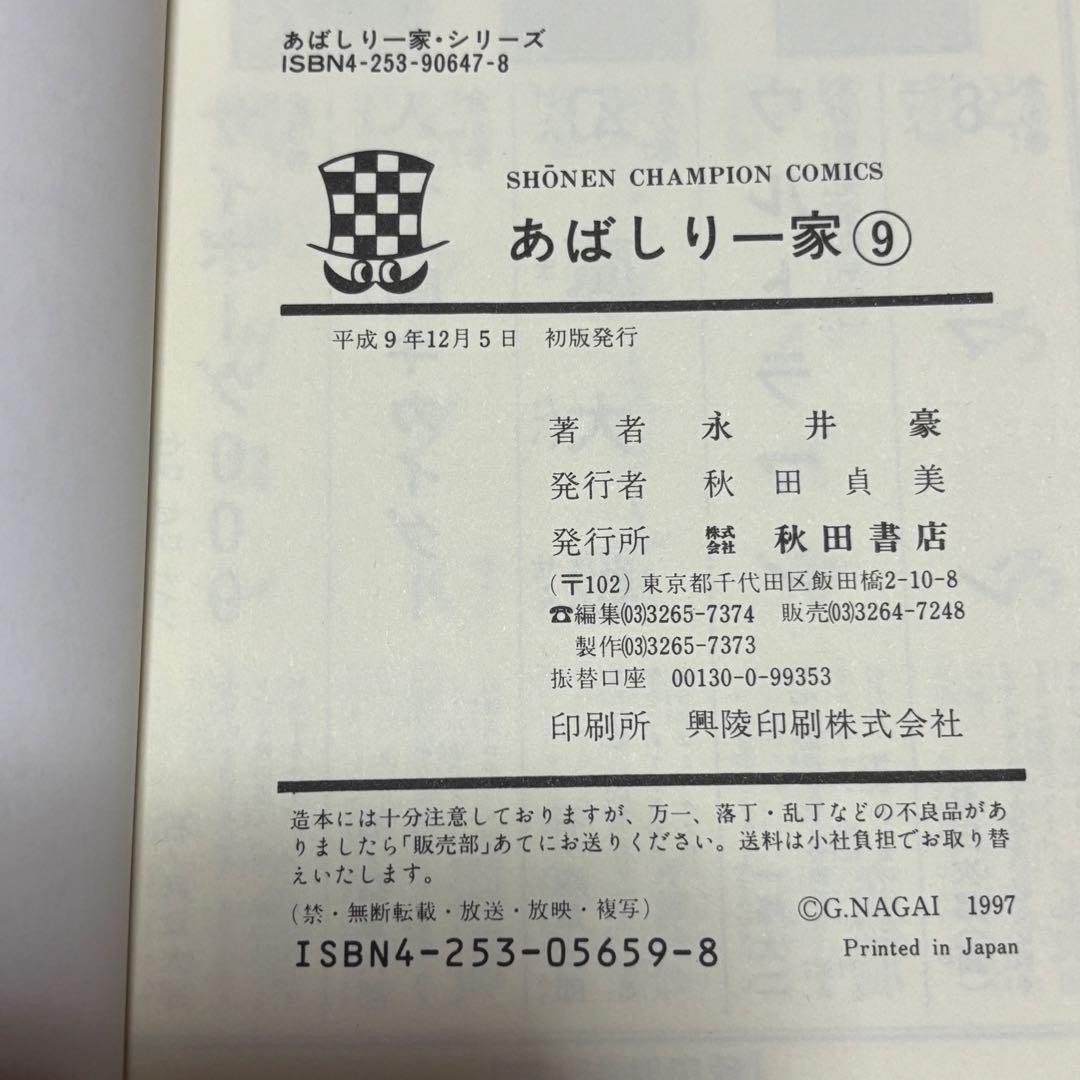 あばしり一家・シリーズ
ISBN4-253-90647-8
SHŌNEN CHAMPION COMICS
あばしり一家⑨
平成9年12月5日 初版発行
著者 永井豪
発行者 秋田貞美
発行所 株式会社 秋田書店
(〒102) 東京都千代田区飯田橋2-10-8
☎編集(03)3265-7374 販売(03)3264-7248
製作(03)3265-7373
振替口座 00130-0-99353
印刷所 興陵印刷株式会社
造本には十分注意しておりますが、万一、落丁・乱丁などの不良品があ
りましたら「販売部」あてにお送りください。送料は小社負担でお取り替
えいたします。
(禁・無断転載・放送・放映・複写)
©G.NAGAI 1997
ISBN4-253-05659-8
Printed in Japan